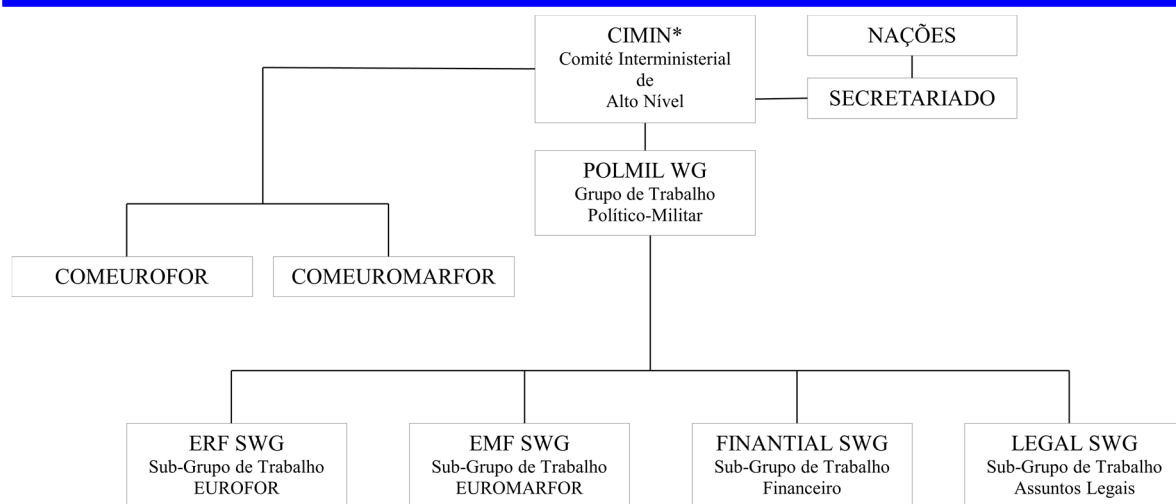 CIMIN*
Comité Interministerial
de
Alto Nível
NAÇÕES
SECRETARIADO
POLMIL WG
Grupo de Trabalho
Político-Militar
COMEUROFOR
COMEUROMARFOR
ERF SWG
Sub-Grupo de Trabalho
EUROFOR
EMF SWG
Sub-Grupo de Trabalho
EUROMARFOR
FINANTIAL SWG
Sub-Grupo de Trabalho
Financeiro
LEGAL SWG
Sub-Grupo de Trabalho
Assuntos Legais